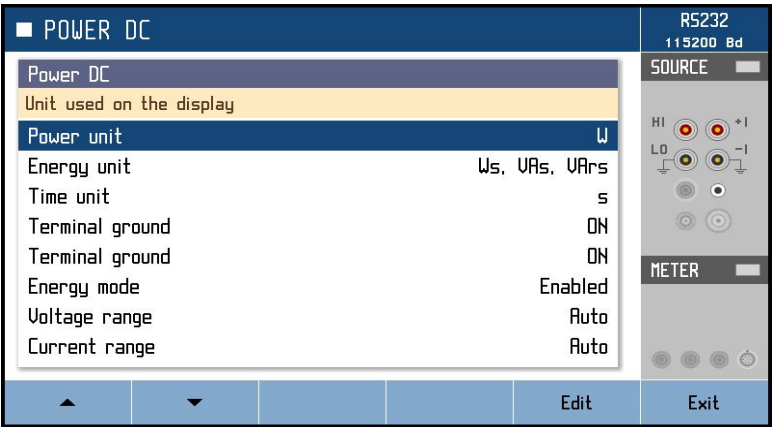 POWER DC
RS232
115200 Bd
Power DC
Unit used on the display
Power unit W
Energy unit Ws, VAs, VArs
Time unit s
Terminal ground ON
Terminal ground ON
Energy mode Enabled
Voltage range Auto
Current range Auto
SOURCE
HI +I
LO -I
METER
Edit Exit